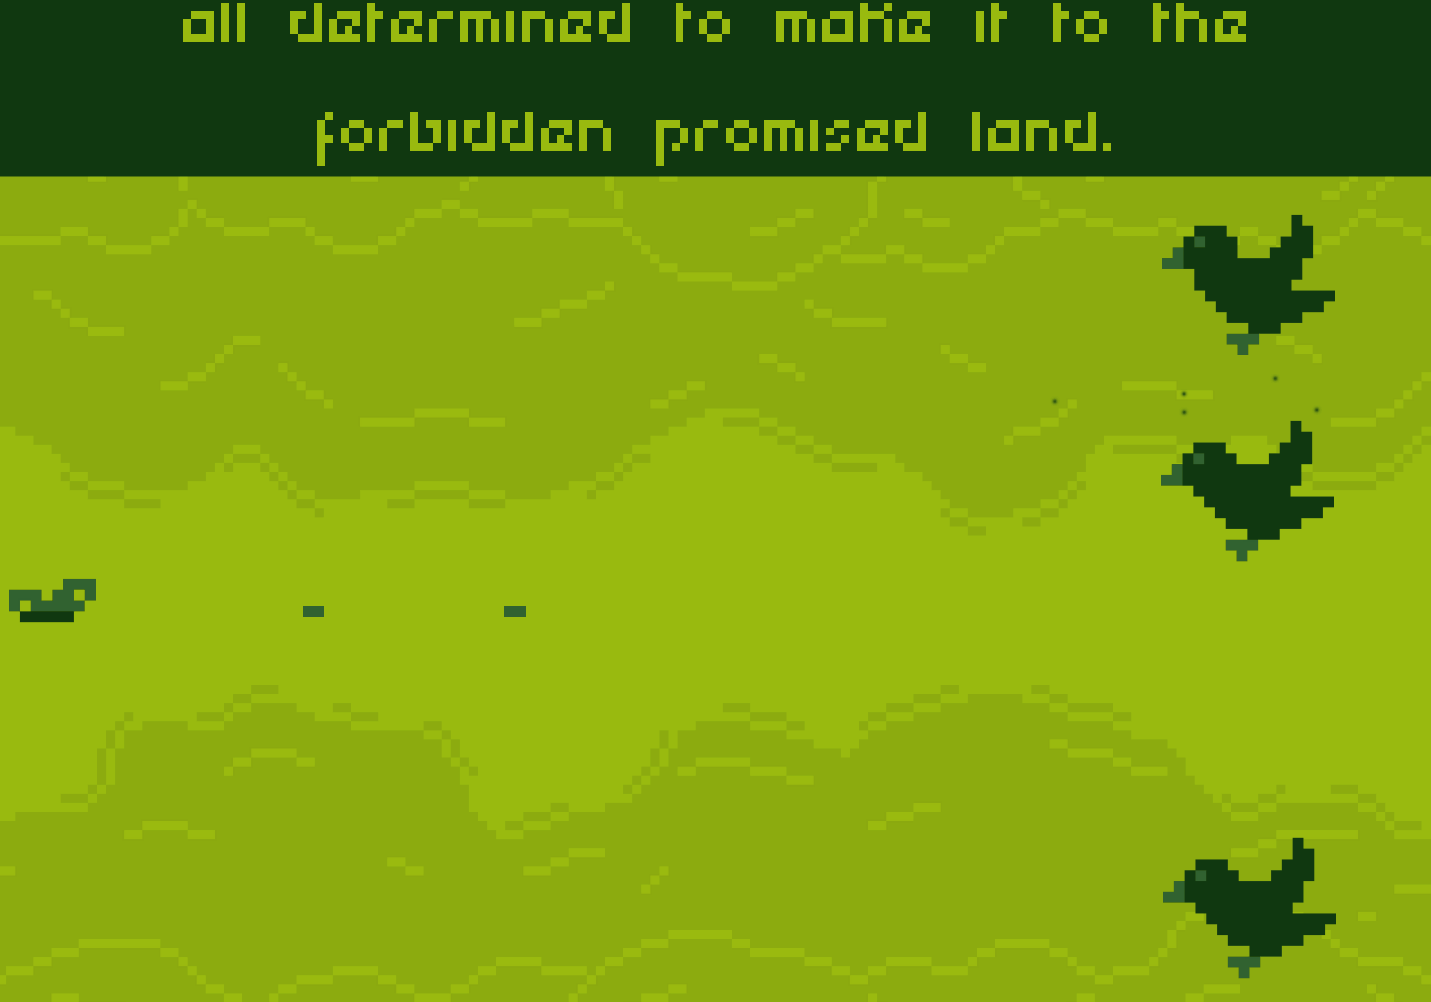 all determined to make it to the
forbidden promised land.